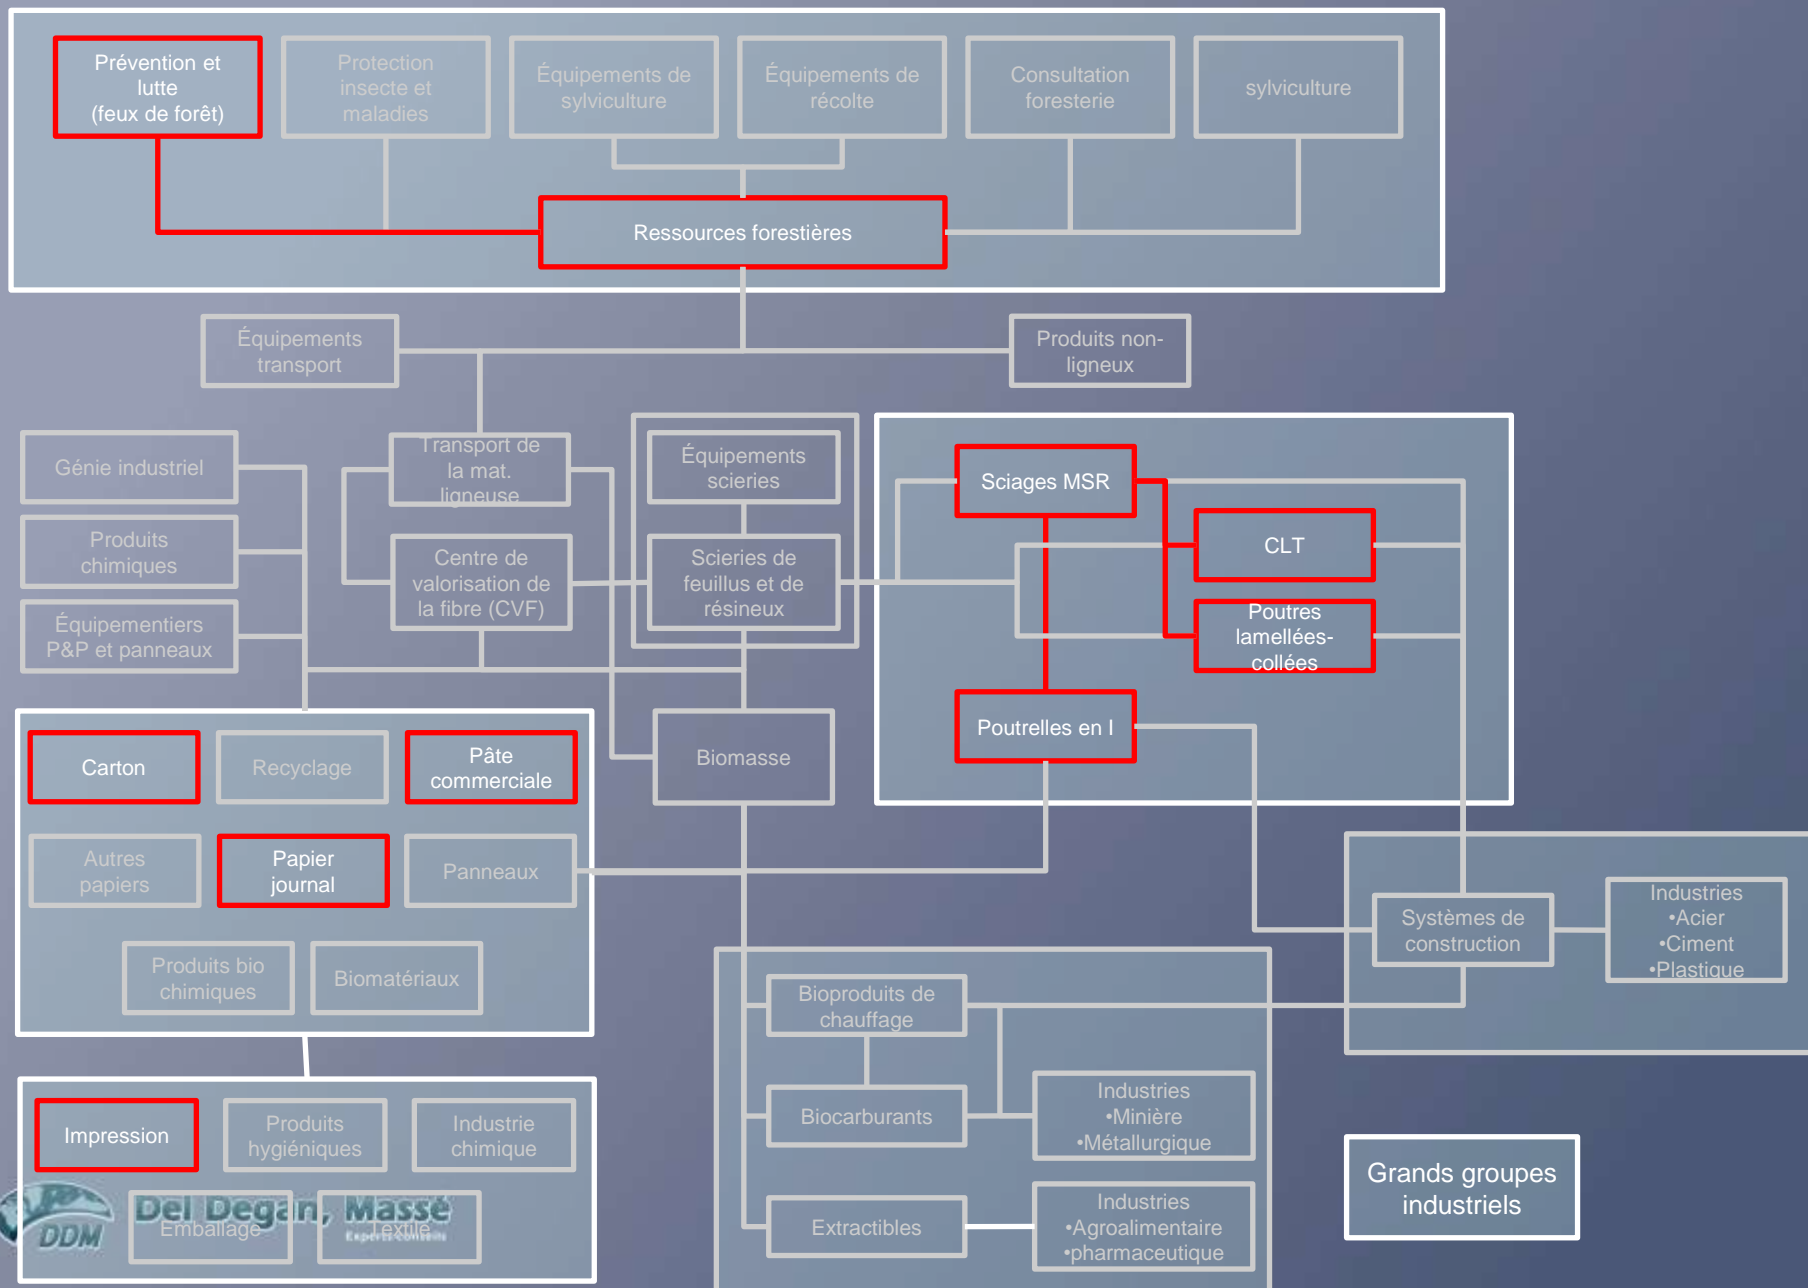 Prévention et
lutte
(feux de forêt)
Protection
insecte et
maladies
Équipements de
sylviculture
Équipements de
récolte
Consultation
foresterie
sylviculture
Ressources forestières
Équipements
transport
Produits non-
ligneux
Génie industriel
Transport de
la mat.
ligneuse
Équipements
scieries
Sciages MSR
Produits
chimiques
Centre de
valorisation de
la fibre (CVF)
Scieries de
feuillus et de
résineux
CLT
Équipementiers
P&P et panneaux
Poutres
lamellées-
collées
Carton
Recyclage
Pâte
commerciale
Biomasse
Poutrelles en I
Autres
papiers
Papier
journal
Panneaux
Systèmes de
construction
Industries
•Acier
•Ciment
•Plastique
Produits bio
chimiques
Biomatériaux
Bioproduits de
chauffage
Impression
Produits
hygiéniques
Industrie
chimique
Biocarburants
Industries
•Minière
•Métallurgique
Grands groupes
industriels
Emballage
Textile
Extractibles
Industries
•Agroalimentaire
•pharmaceutique
DDM
Del Degan, Massé
Experts-conseils